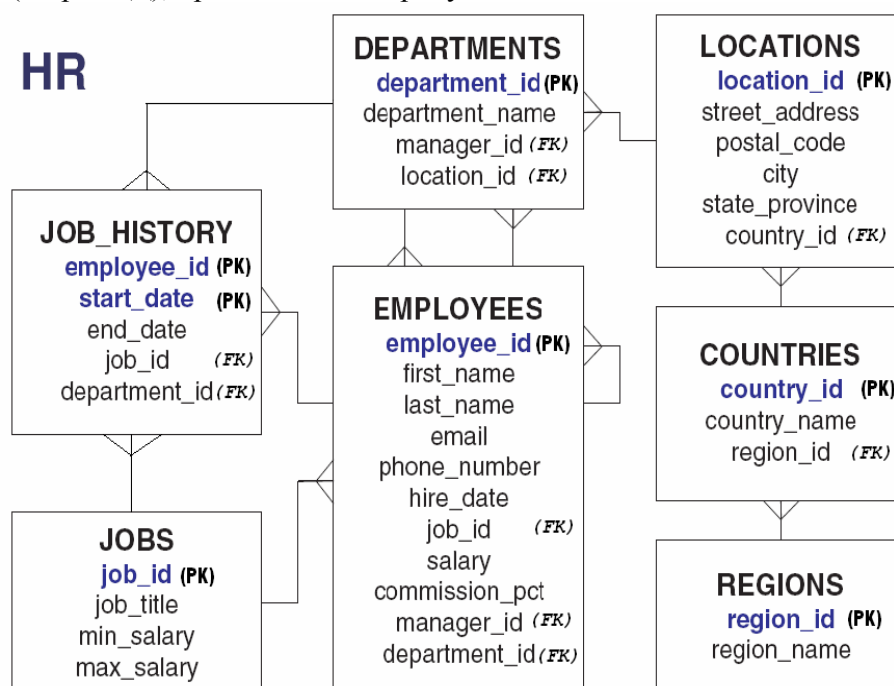 HR
DEPARTMENTS
department_id (PK)
department_name
manager_id (FK)
location_id (FK)
LOCATIONS
location_id (PK)
street_address
postal_code
city
state_province
country_id (FK)
JOB_HISTORY
employee_id (PK)
start_date (PK)
end_date
job_id (FK)
department_id (FK)
EMPLOYEES
employee_id (PK)
first_name
last_name
email
phone_number
hire_date
job_id (FK)
salary
commission_pct
manager_id (FK)
department_id (FK)
COUNTRIES
country_id (PK)
country_name
region_id (FK)
JOBS
job_id (PK)
job_title
min_salary
max_salary
REGIONS
region_id (PK)
region_name